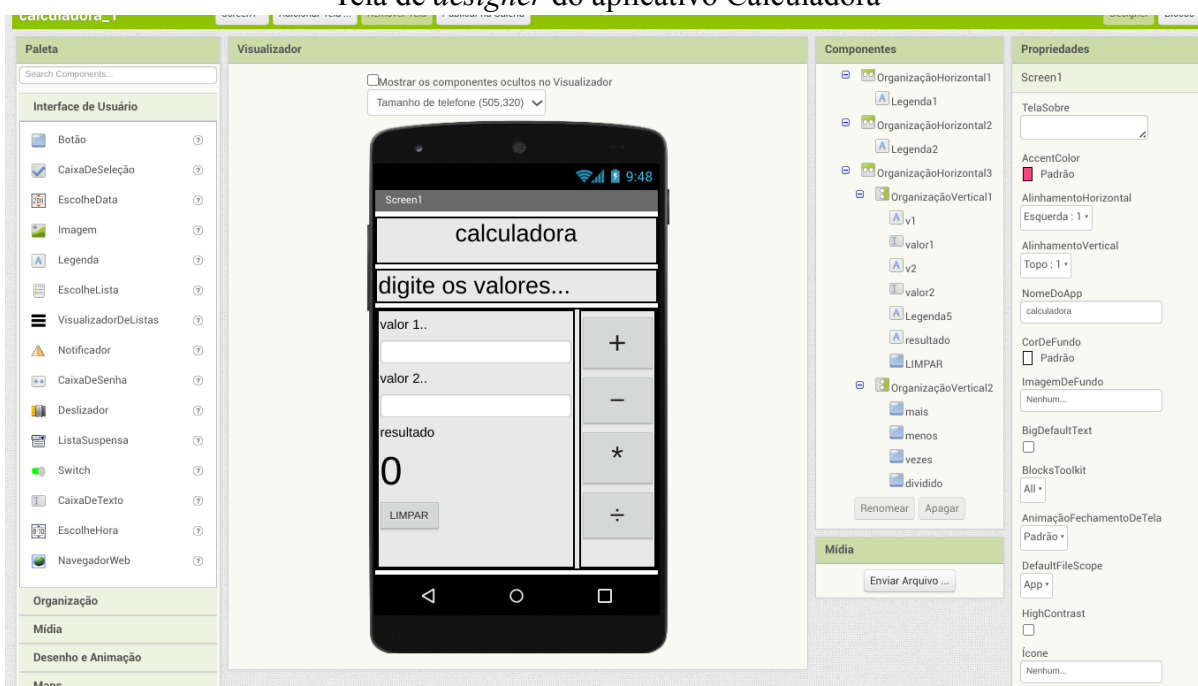 Tela de designer do aplicativo Calculadora
calculadora_1
Designer
Paleta
Search Components...
Interface de Usuário
Botão
CaixaDeSeleção
EscolheData
Imagem
Legenda
EscolheLista
VisualizadorDeListas
Notificador
CaixaDeSenha
Deslizador
ListaSuspensa
Switch
CaixaDeTexto
EscolheHora
NavegadorWeb
Organização
Mídia
Desenho e Animação
Maps
Visualizador
Mostrar os componentes ocultos no Visualizador
Tamanho de telefone (505,320)
9:48
Screen1
calculadora
digite os valores...
valor 1..
valor 2..
resultado
0
LIMPAR
+
−
*
÷
Componentes
OrganizaçãoHorizontal1
Legenda1
OrganizaçãoHorizontal2
Legenda2
OrganizaçãoHorizontal3
OrganizaçãoVertical1
v1
valor1
v2
valor2
Legenda5
resultado
LIMPAR
OrganizaçãoVertical2
mais
menos
vezes
dividido
Renomear Apagar
Mídia
Enviar Arquivo ...
Propriedades
Screen1
TelaSobre
AccentColor
Padrão
AlinhamentoHorizontal
Esquerda : 1
AlinhamentoVertical
Topo : 1
NomeDoApp
calculadora
CorDeFundo
Padrão
ImagemDeFundo
Nenhum...
BigDefaultText
BlocksToolkit
All
AnimaçãoFechamentoDeTela
Padrão
DefaultFileScope
App
HighContrast
Ícone
Nenhum...